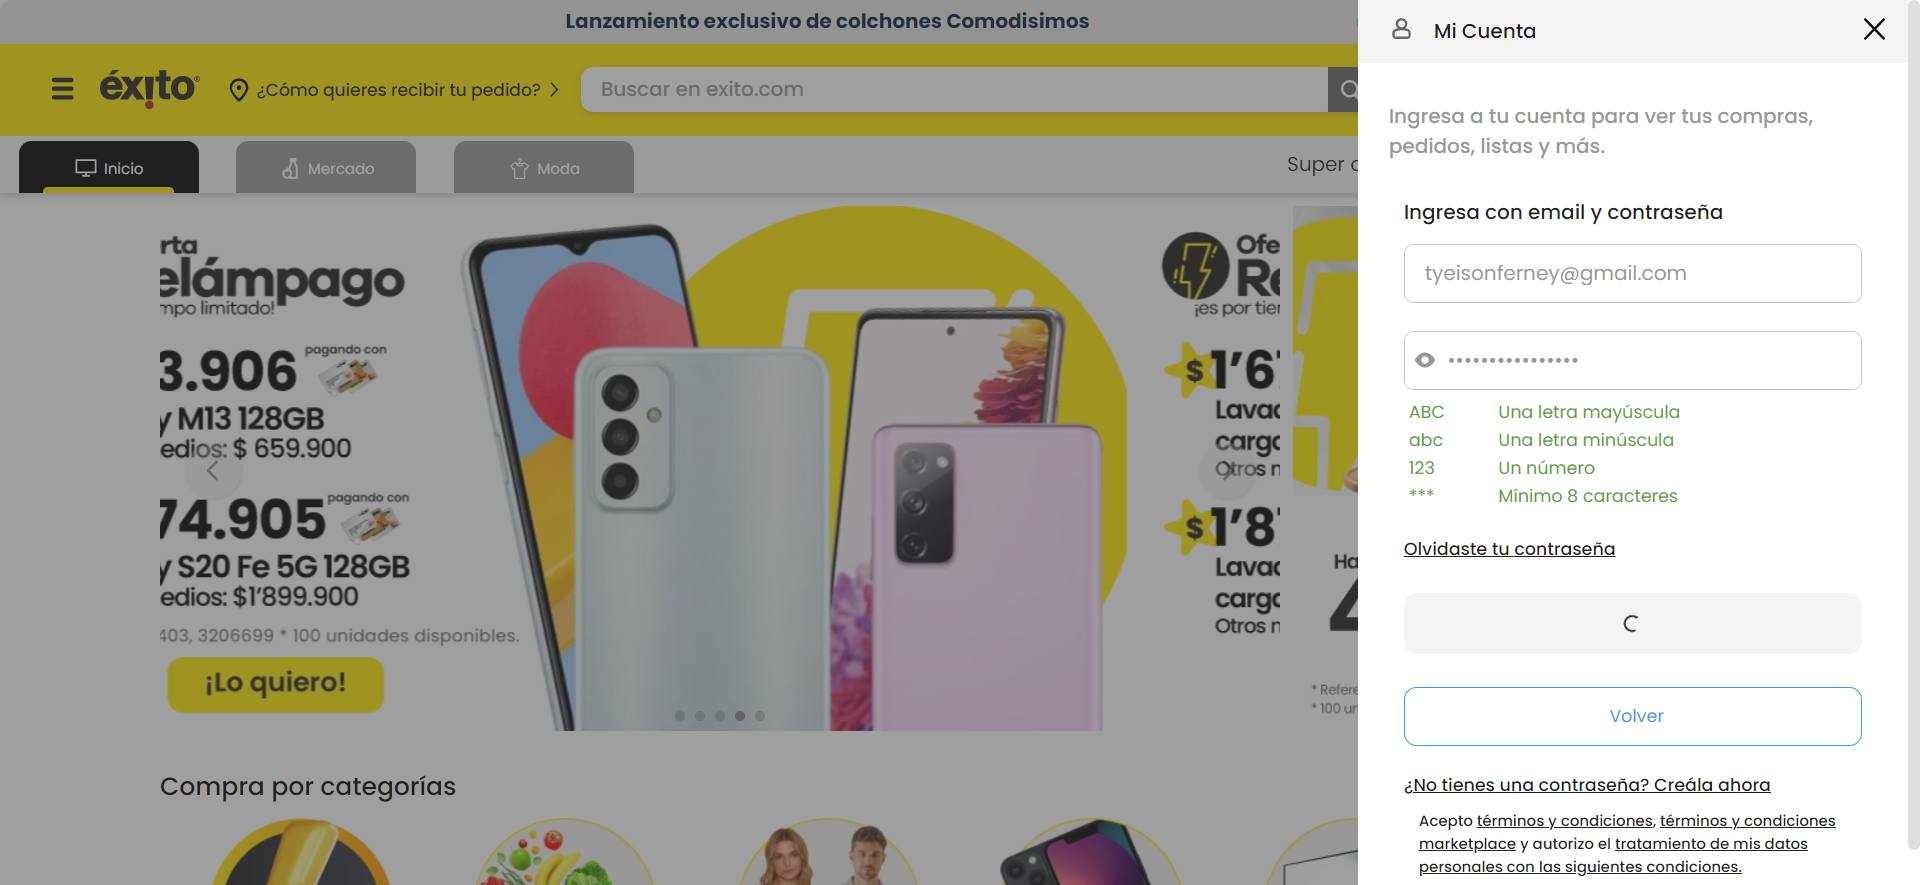 Lanzamiento exclusivo de colchones Comodisimos
éxito
¿Cómo quieres recibir tu pedido?
Buscar en exito.com
Inicio
Mercado
Moda
Super
rta
elámpago
mpo limitado!
3.906 pagando con
y M13 128GB
edios: $ 659.900
74.905 pagando con
y S20 Fe 5G 128GB
edios: $1'899.900
403, 3206699 * 100 unidades disponibles.
¡Lo quiero!
Ofe
Re
¡es por tier
$ 1'6
Lavac
carg
Otros n
$ 1'8
Lavac
carga
Otros n
Ha
4
* Refere
* 100 un
Compra por categorías
Mi Cuenta
Ingresa a tu cuenta para ver tus compras,
pedidos, listas y más.
Ingresa con email y contraseña
tyeisonferney@gmail.com
••••••••••••••••
ABC Una letra mayúscula
abc Una letra minúscula
123 Un número
*** Mínimo 8 caracteres
Olvidaste tu contraseña
Volver
¿No tienes una contraseña? Creála ahora
Acepto términos y condiciones, términos y condiciones
marketplace y autorizo el tratamiento de mis datos
personales con las siguientes condiciones.